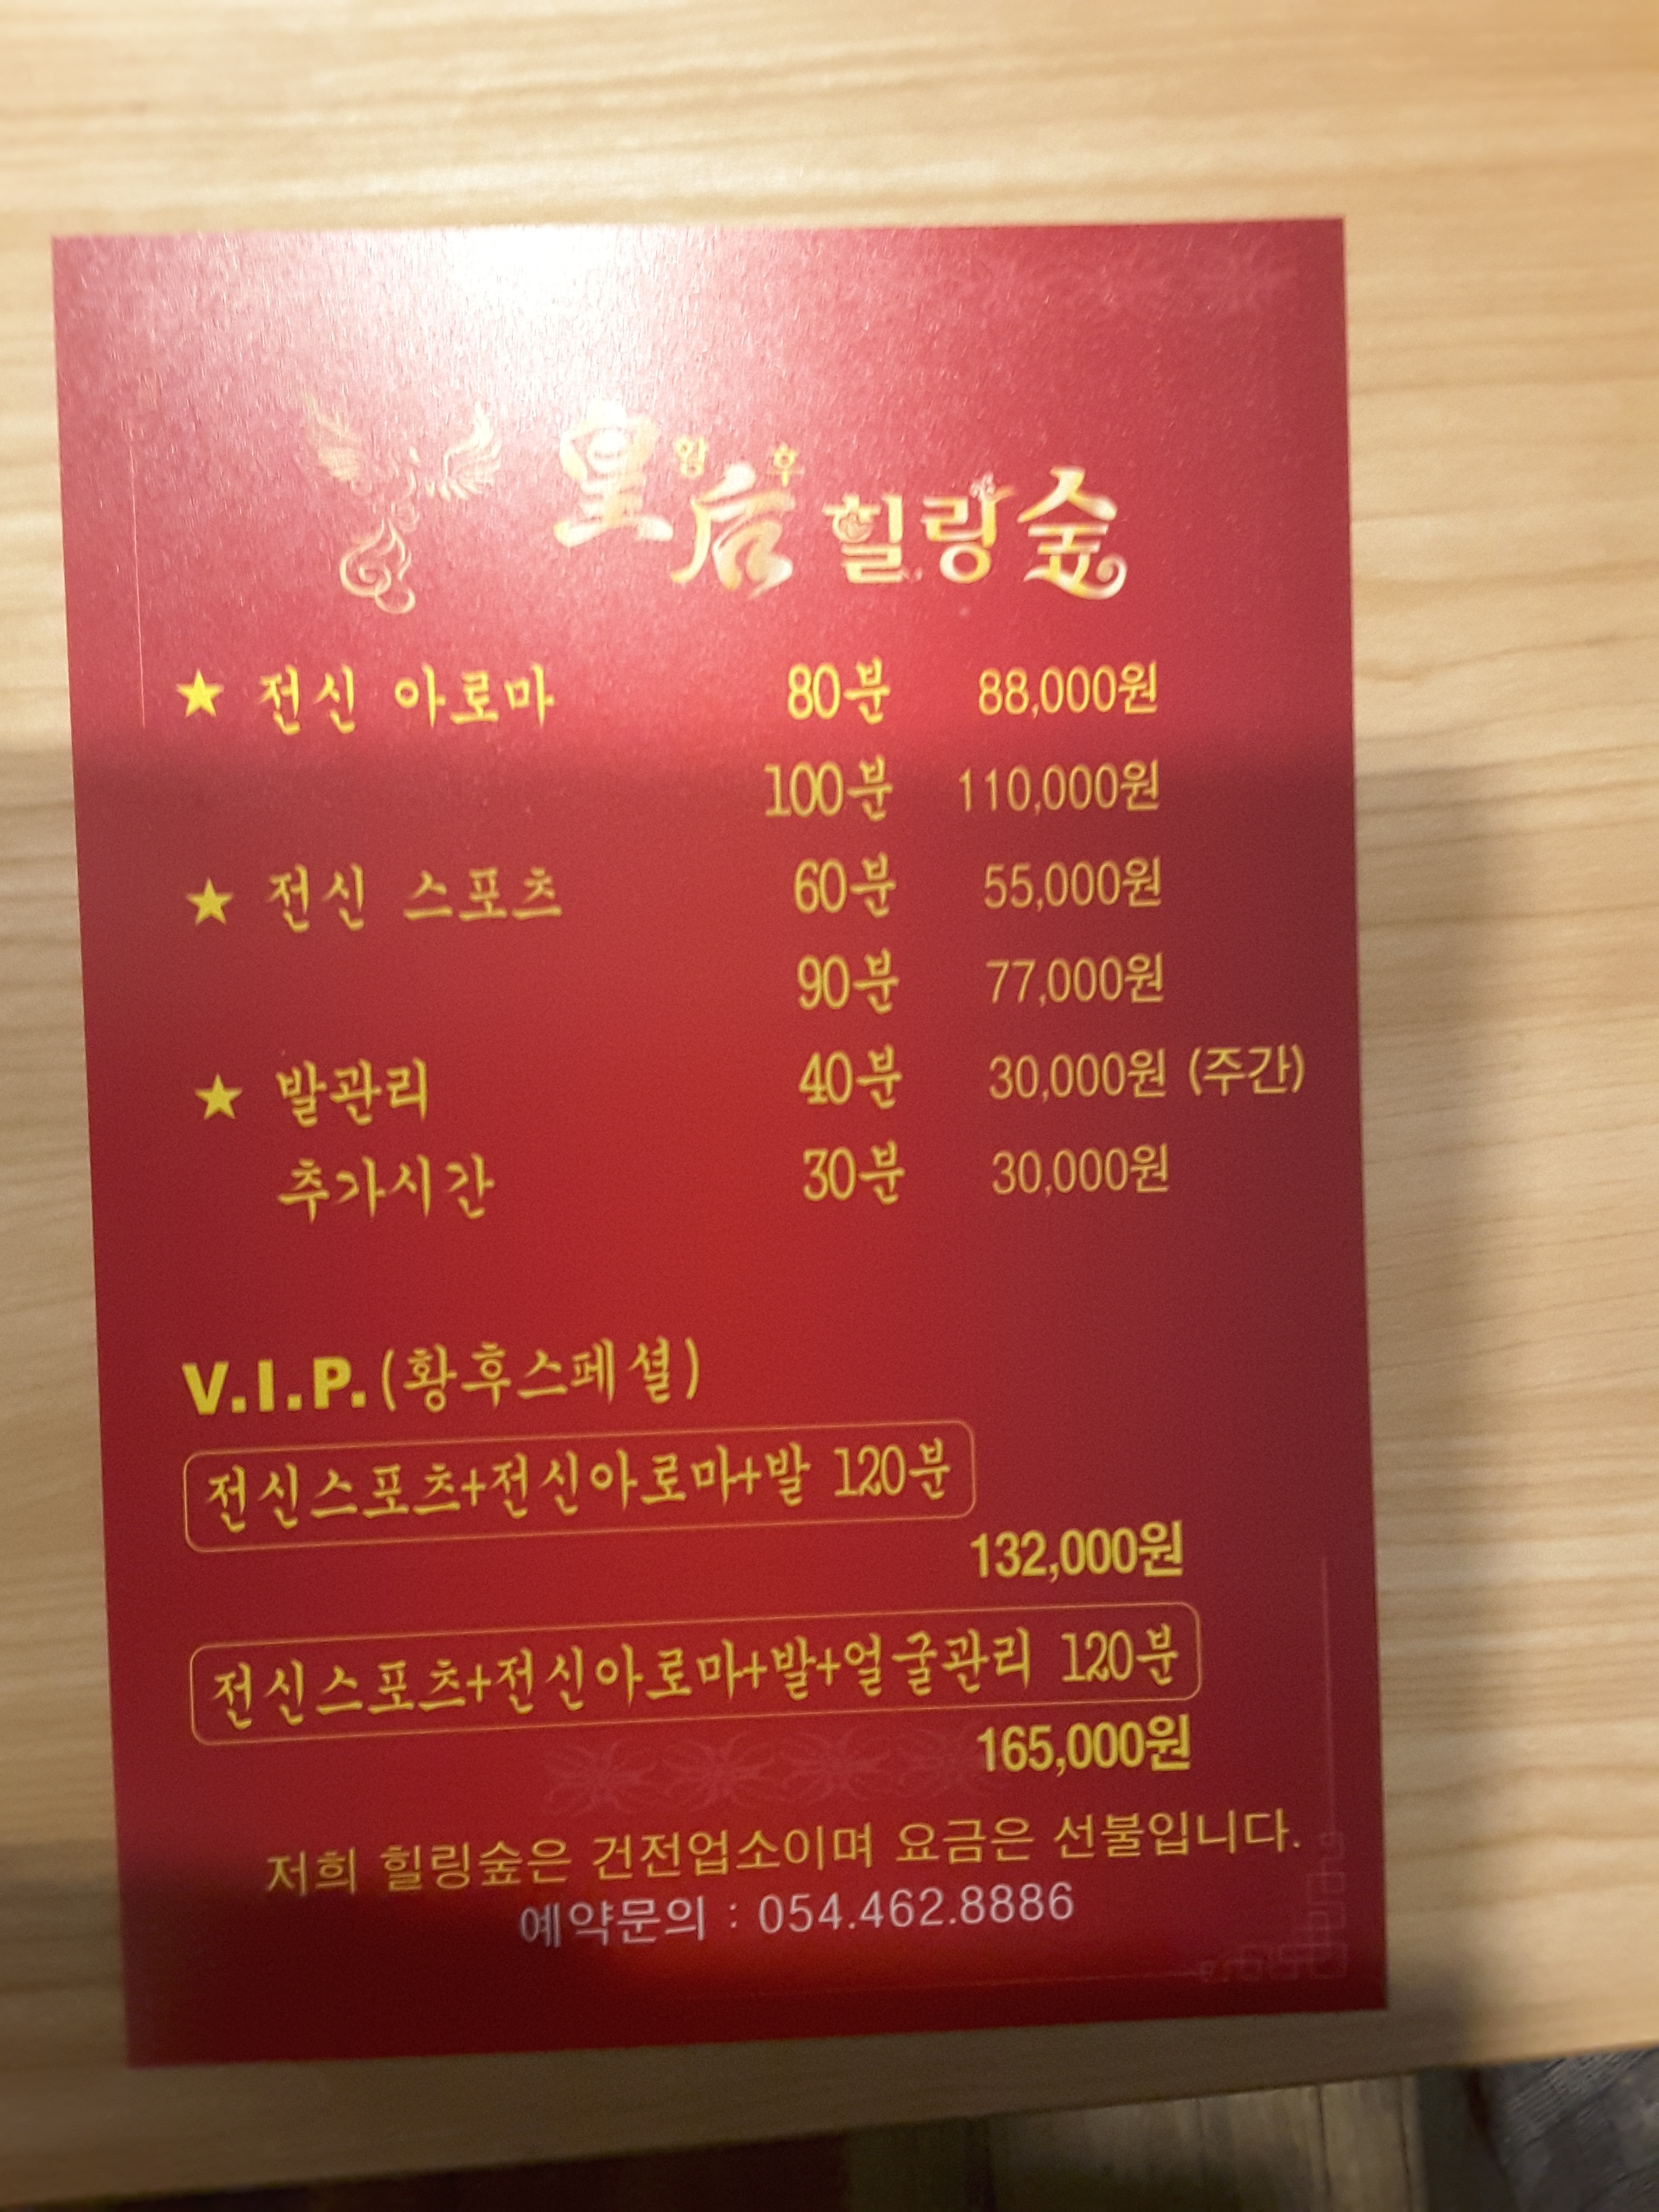 皇后 황후 힐링숲
★ 전신 아로마 80분 88,000원
100분 110,000원
★ 전신 스포츠 60분 55,000원
90분 77,000원
★ 발관리 40분 30,000원 (주간)
추가시간 30분 30,000원
V.I.P.(황후스페셜)
전신스포츠+전신아로마+발 120분
132,000원
전신스포츠+전신아로마+발+얼굴관리 120분
165,000원
저희 힐링숲은 건전업소이며 요금은 선불입니다.
예약문의 : 054.462.8886